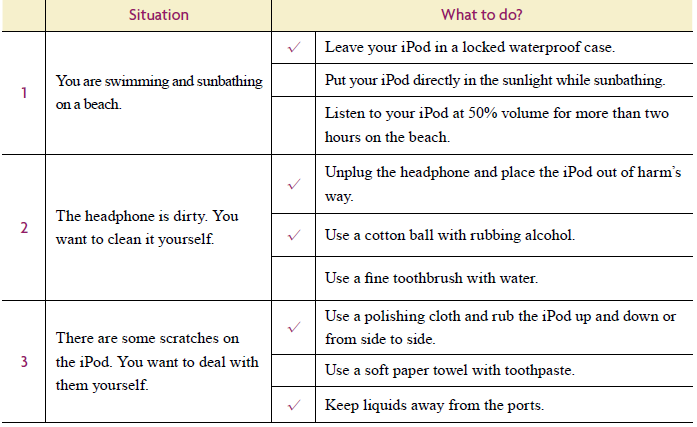 Situation
What to do?
1
You are swimming and sunbathing
on a beach.
✓ Leave your iPod in a locked waterproof case.
Put your iPod directly in the sunlight while sunbathing.
Listen to your iPod at 50% volume for more than two
hours on the beach.
2
The headphone is dirty. You
want to clean it yourself.
✓ Unplug the headphone and place the iPod out of harm's
way.
✓ Use a cotton ball with rubbing alcohol.
Use a fine toothbrush with water.
3
There are some scratches on
the iPod. You want to deal with
them yourself.
✓ Use a polishing cloth and rub the iPod up and down or
from side to side.
Use a soft paper towel with toothpaste.
✓ Keep liquids away from the ports.